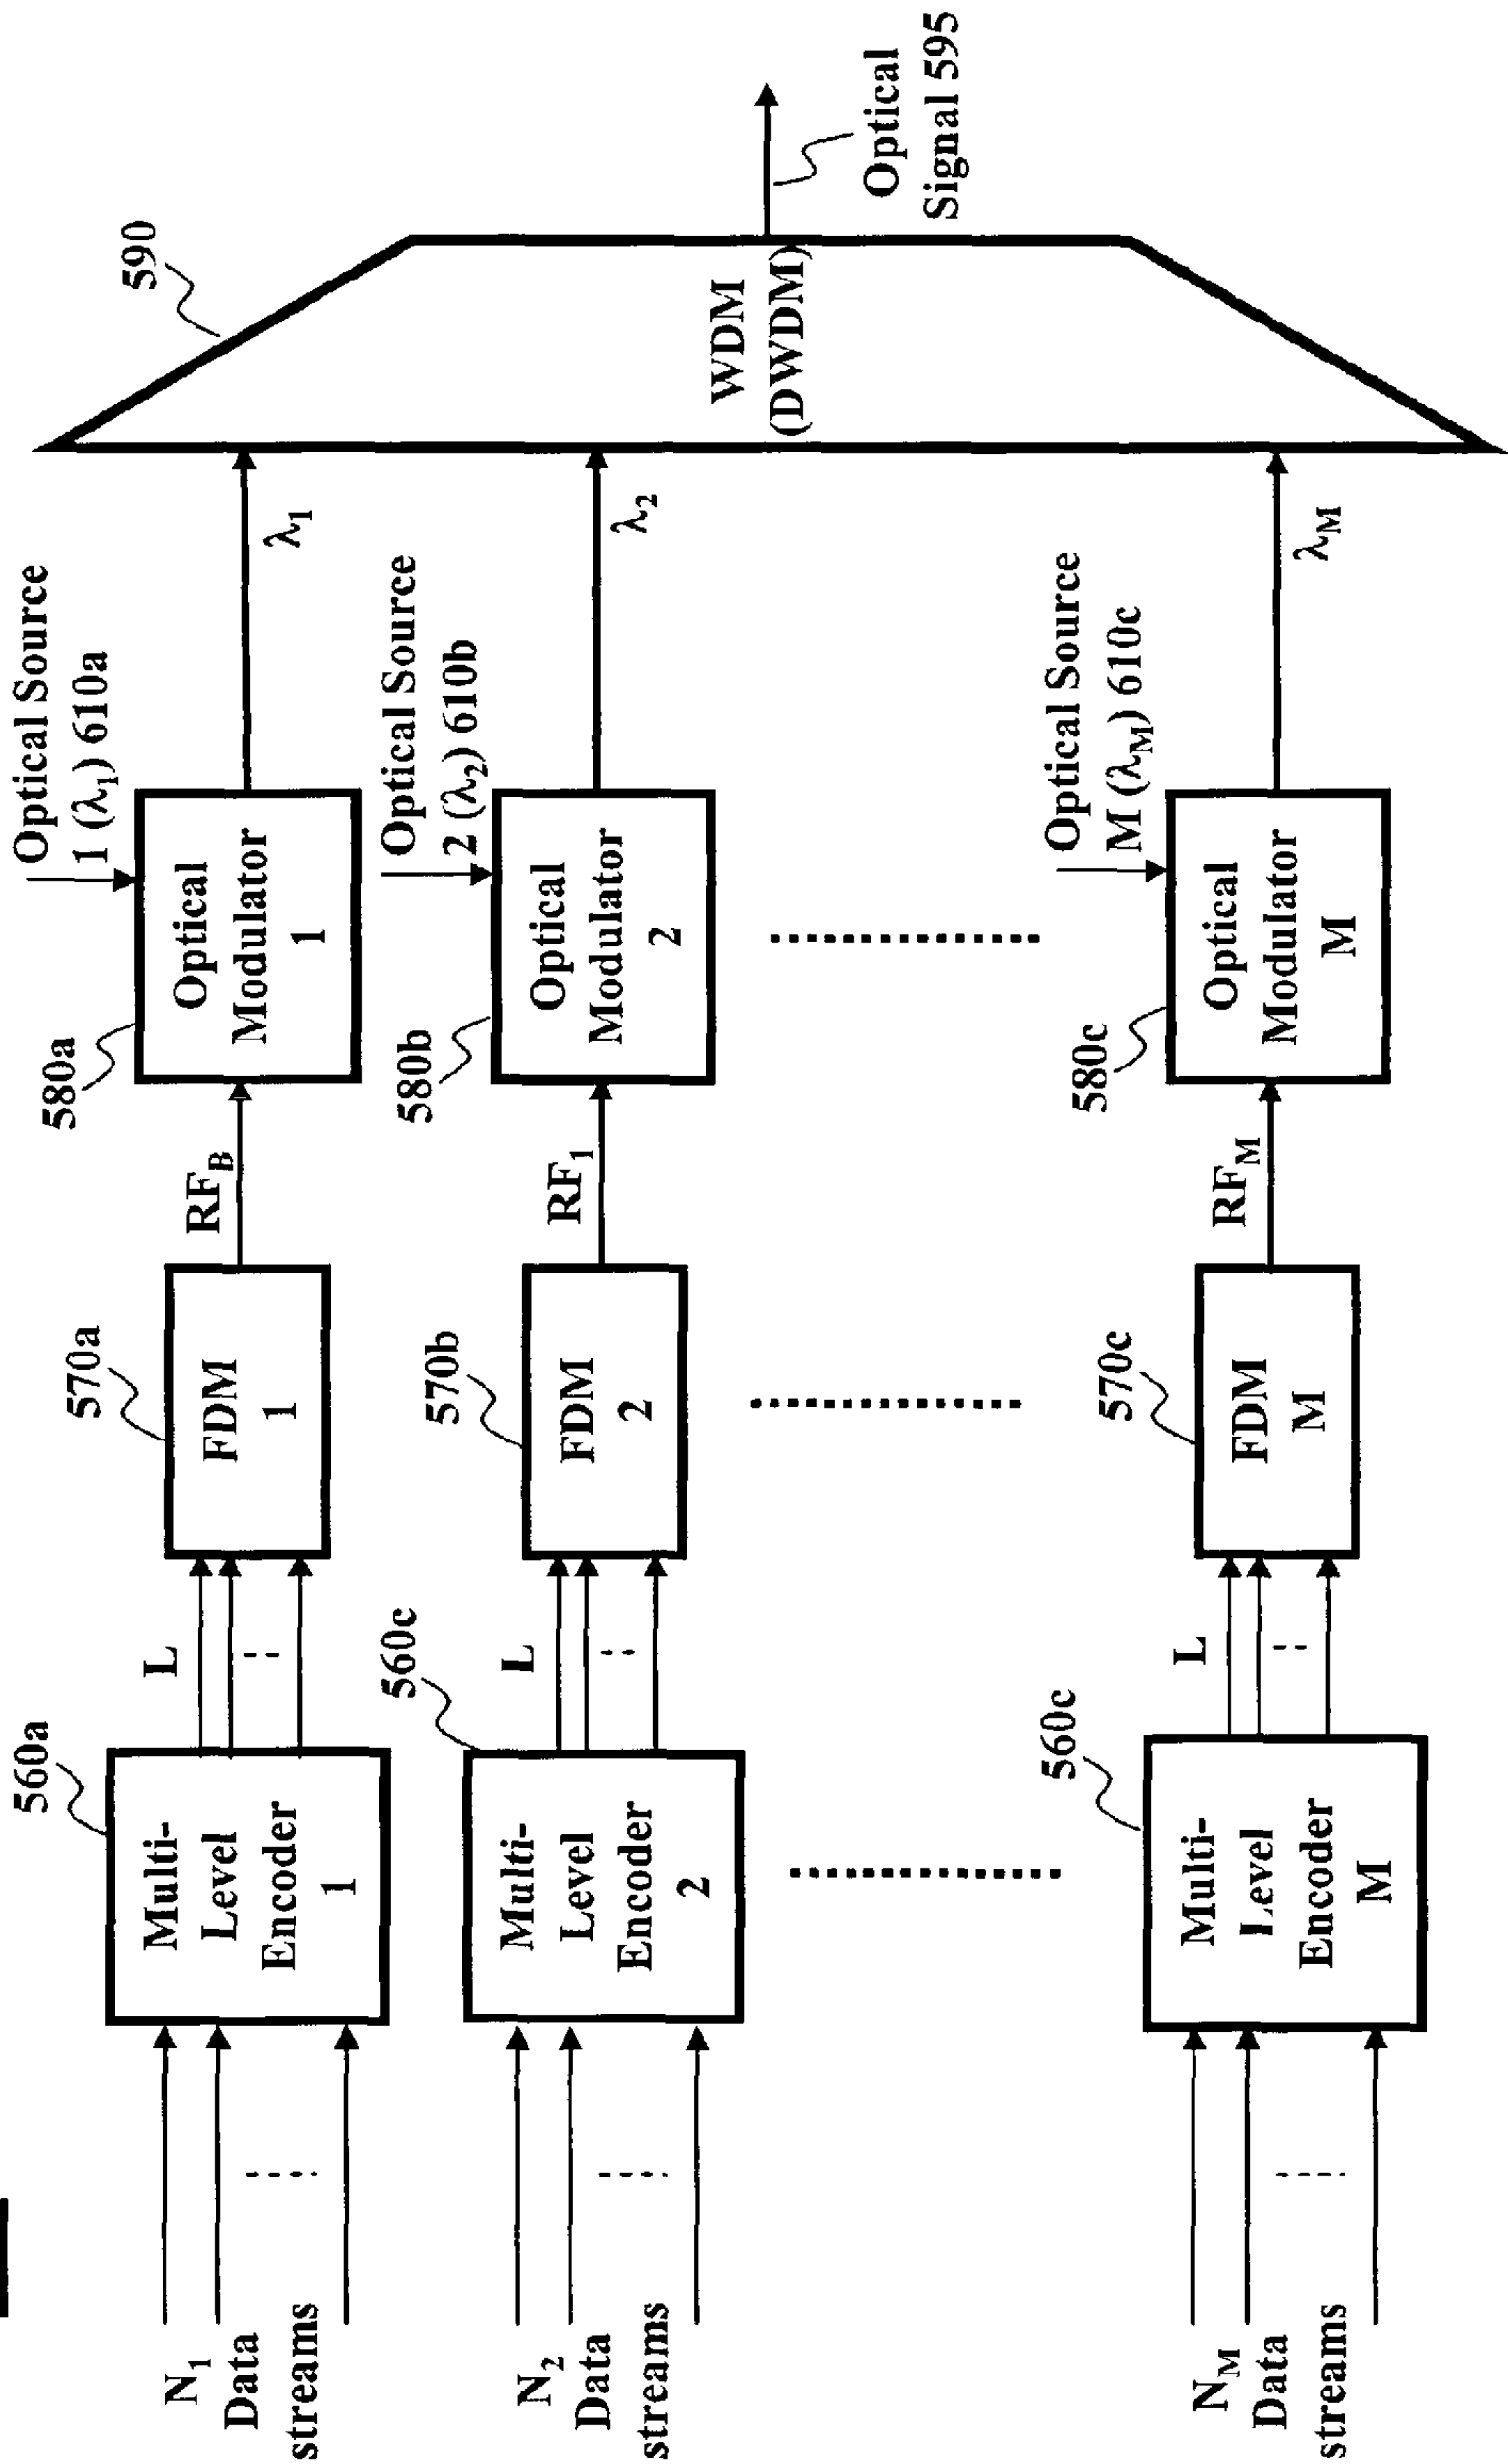 N1
Data
streams
560a
Multi-
Level
Encoder
1
L
570a
FDM
1
RFB
580a
Optical
Modulator
1
Optical Source
1 (λ1) 610a
λ1
N2
Data
streams
560c
Multi-
Level
Encoder
2
L
570b
FDM
2
RF1
580b
Optical
Modulator
2
Optical Source
2 (λ2) 610b
λ2
NM
Data
streams
560c
Multi-
Level
Encoder
M
L
570c
FDM
M
RFM
580c
Optical
Modulator
M
Optical Source
M (λM) 610c
λM
590
WDM
(DWDM)
Optical
Signal 595